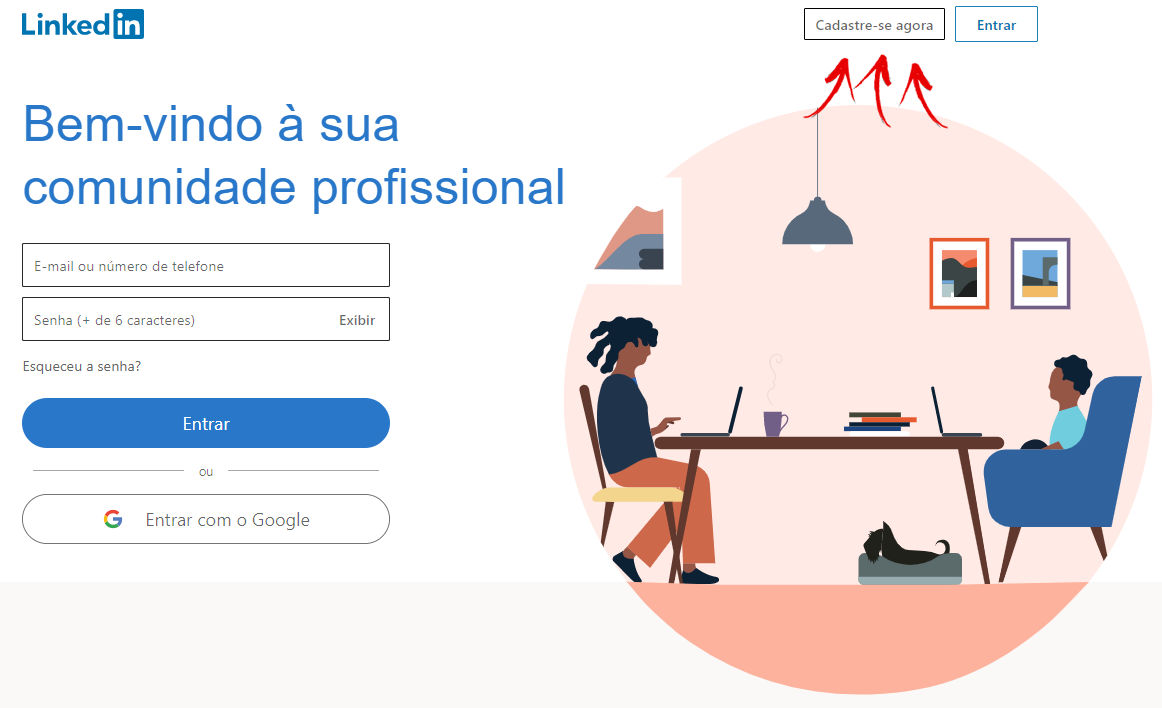 Linkedin
Cadastre-se agora
Entrar
Bem-vindo à sua
comunidade profissional
E-mail ou número de telefone
Senha (+ de 6 caracteres)
Exibir
Esqueceu a senha?
Entrar
ou
Entrar com o Google